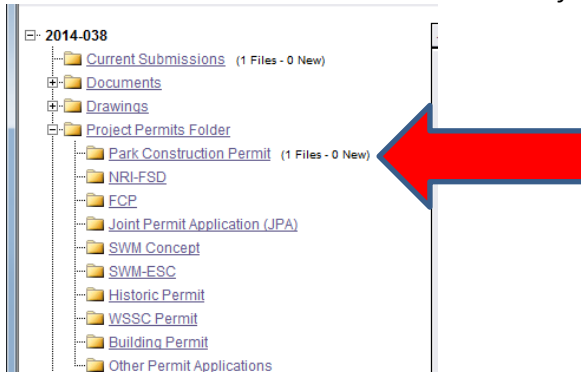 2014-038
Current Submissions (1 Files - 0 New)
Documents
Drawings
Project Permits Folder
Park Construction Permit (1 Files - 0 New)
NRI-FSD
FCP
Joint Permit Application (JPA)
SWM Concept
SWM-ESC
Historic Permit
WSSC Permit
Building Permit
Other Permit Applications